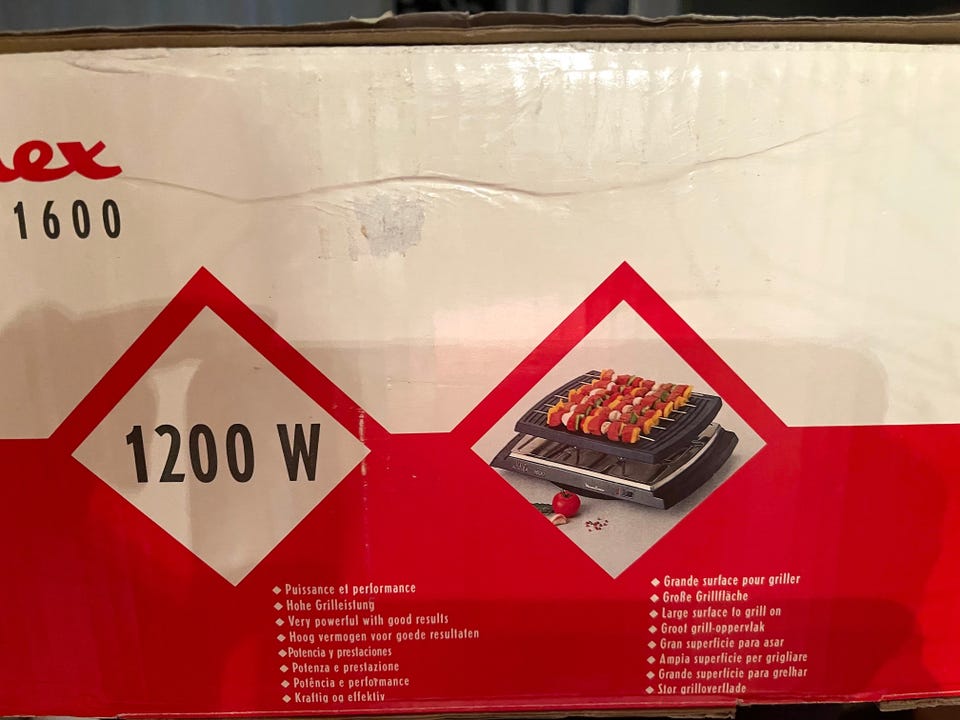 ex
1600
1200 W
◆ Puissance et performance
◆ Hohe Grilleistung
◆ Very powerful with good results
◆ Hoog vermogen voor goede resultaten
◆ Potencia y prestaciones
◆ Potenza e prestazione
◆ Potência e performance
◆ Kraftig og effektiv
◆ Grande surface pour griller
◆ Große Grillfläche
◆ Large surface to grill on
◆ Groot grill-oppervlak
◆ Gran superficie para asar
◆ Ampia superficie per grigliare
◆ Grande superfície para grelhar
◆ Stor grilloverflade